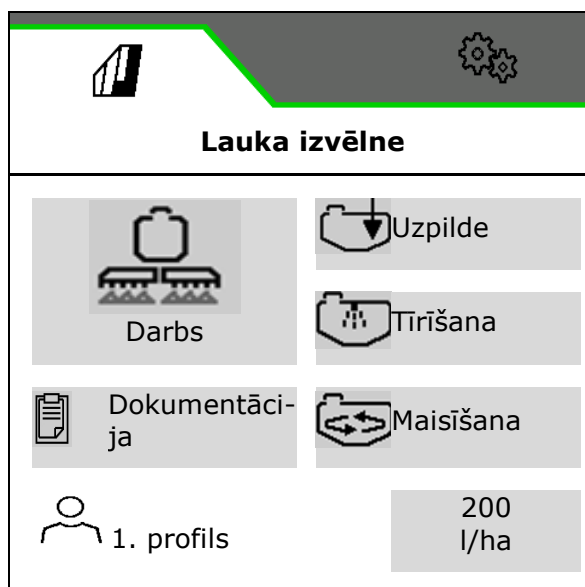 Lauka izvēlne
Darbs
Uzpilde
Tīrīšana
Dokumentāci-
ja
Maisīšana
1. profils
200
l/ha